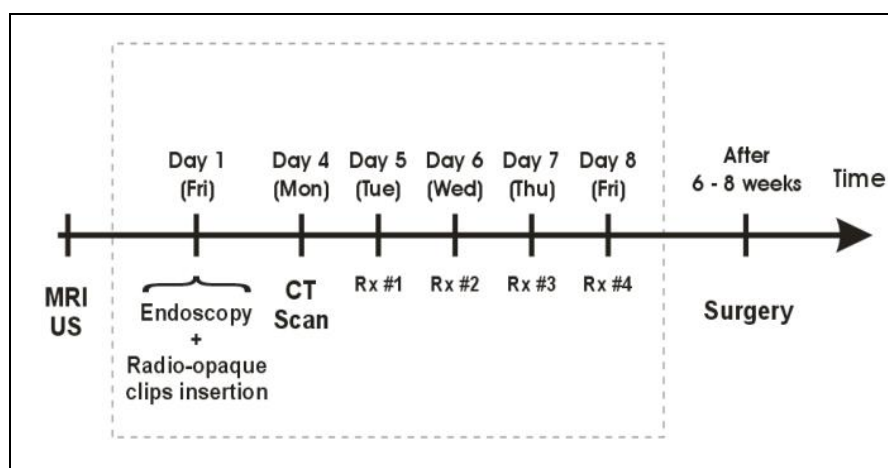 Day 1
(Fri)
Day 4
(Mon)
Day 5
(Tue)
Day 6
(Wed)
Day 7
(Thu)
Day 8
(Fri)
After
6 - 8 weeks
Time
MRI
US
Endoscopy
+
Radio-opaque
clips insertion
CT
Scan
Rx #1
Rx #2
Rx #3
Rx #4
Surgery